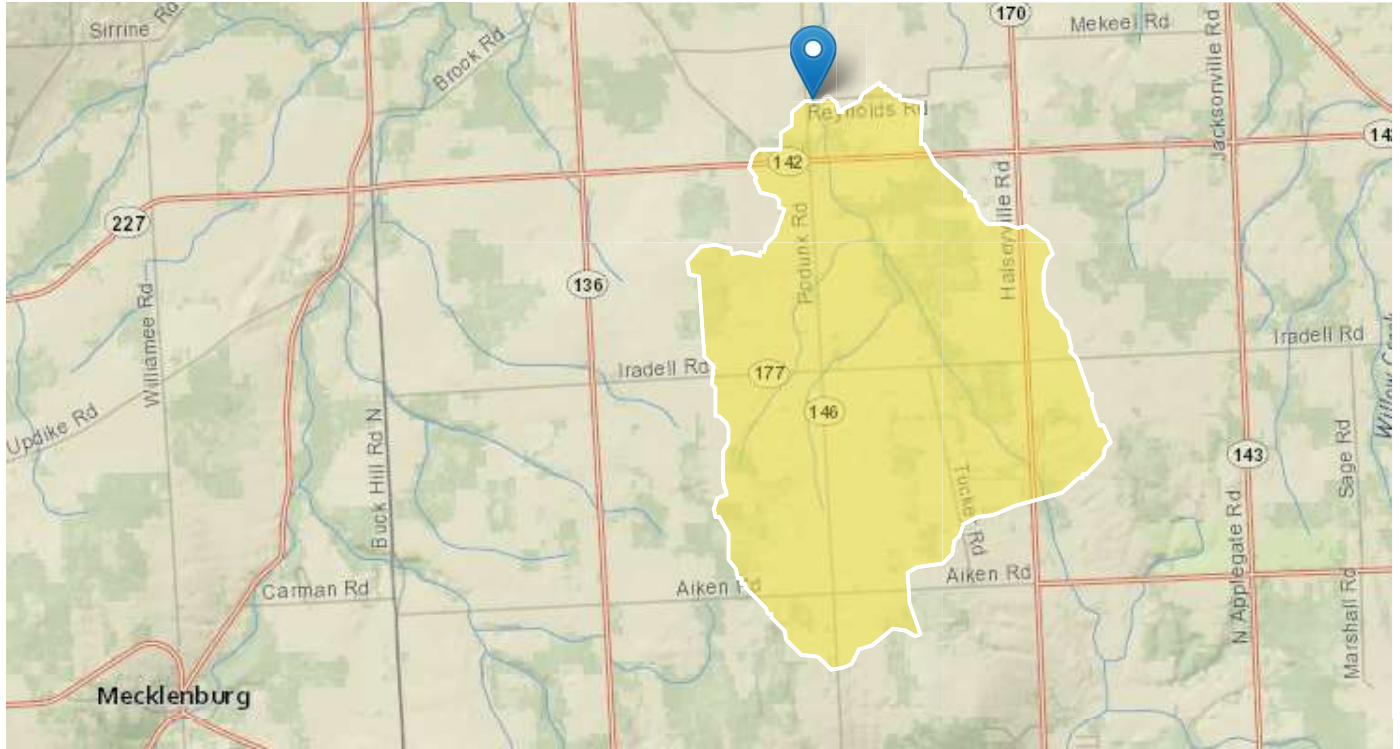 Sirrine Rd
Brook Rd
170
Mekeel Rd
Jacksonville Rd
Reynolds Rd
142
142
227
Halseyville Rd
Podunk Rd
136
Williamee Rd
Iradell Rd
Iradell Rd
177
146
Updike Rd
Buck Hill Rd N
143
Sage Rd
Tucker Rd
N Applegate Rd
Aiken Rd
Aiken Rd
Carman Rd
Marshall Rd
Mecklenburg